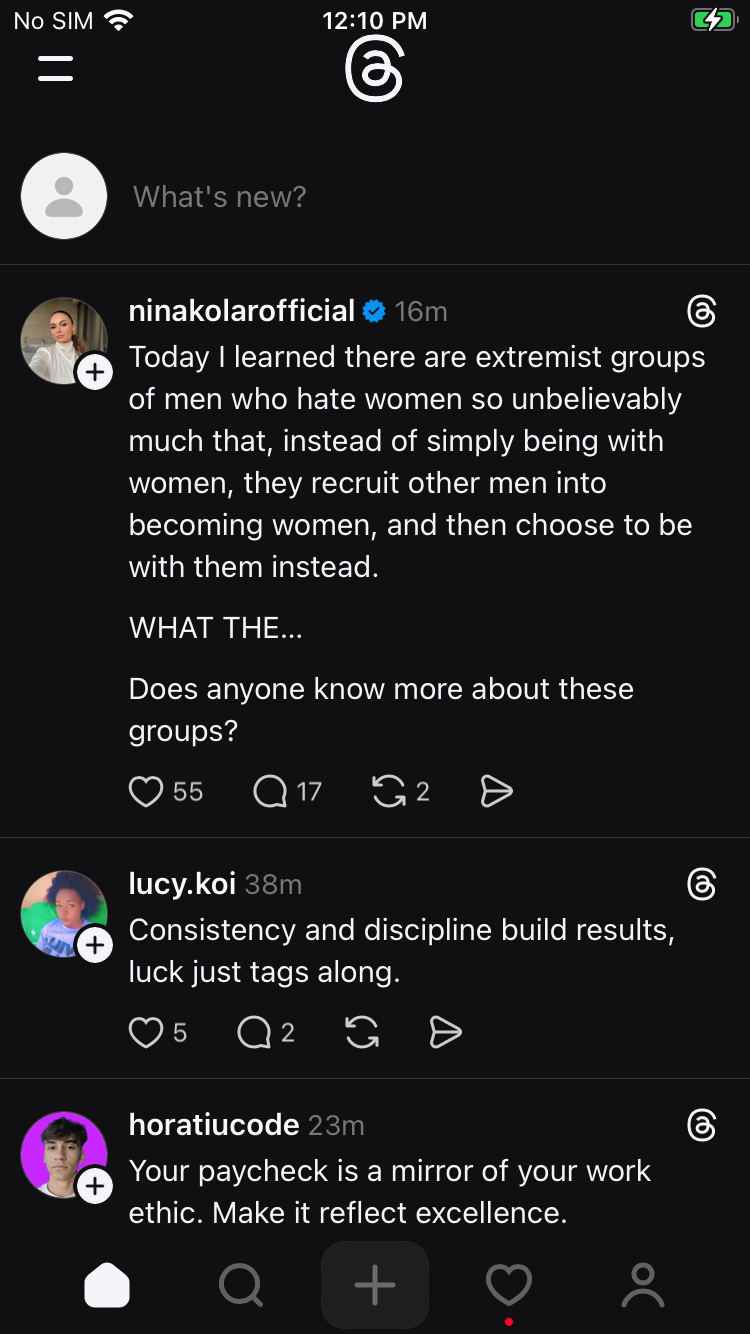 No SIM 12:10 PM
What's new?
ninakolarofficial 16m
Today I learned there are extremist groups
of men who hate women so unbelievably
much that, instead of simply being with
women, they recruit other men into
becoming women, and then choose to be
with them instead.
WHAT THE...
Does anyone know more about these
groups?
55 17 2
lucy.koi 38m
Consistency and discipline build results,
luck just tags along.
5 2
horatiucode 23m
Your paycheck is a mirror of your work
ethic. Make it reflect excellence.